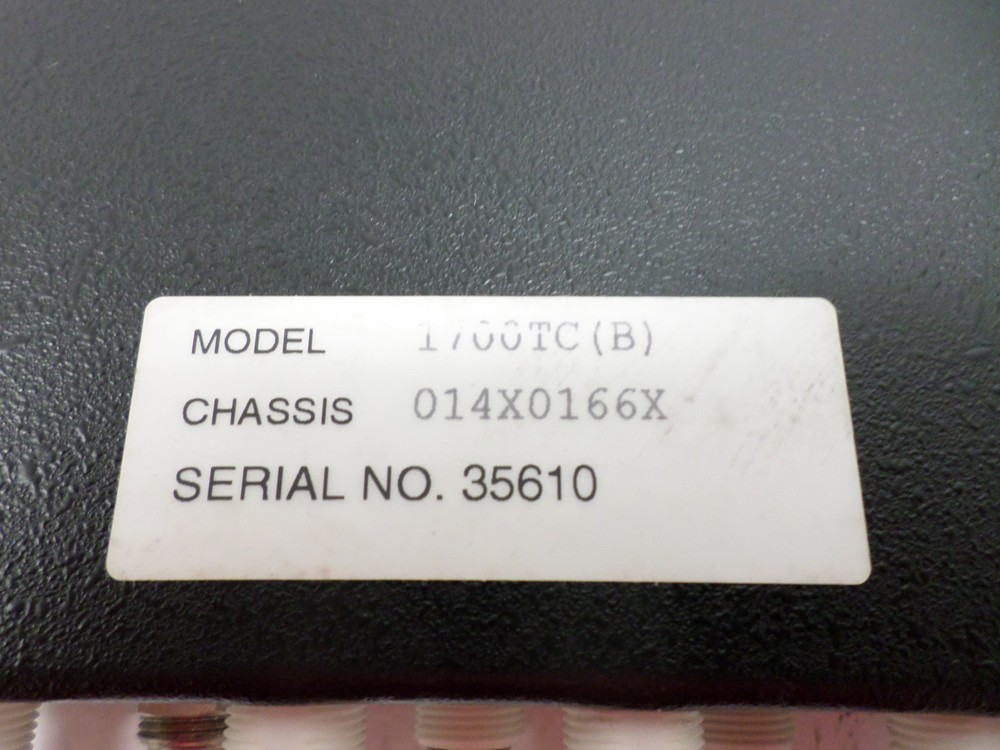 MODEL 1700TC(B)
CHASSIS 014X0166X
SERIAL NO. 35610